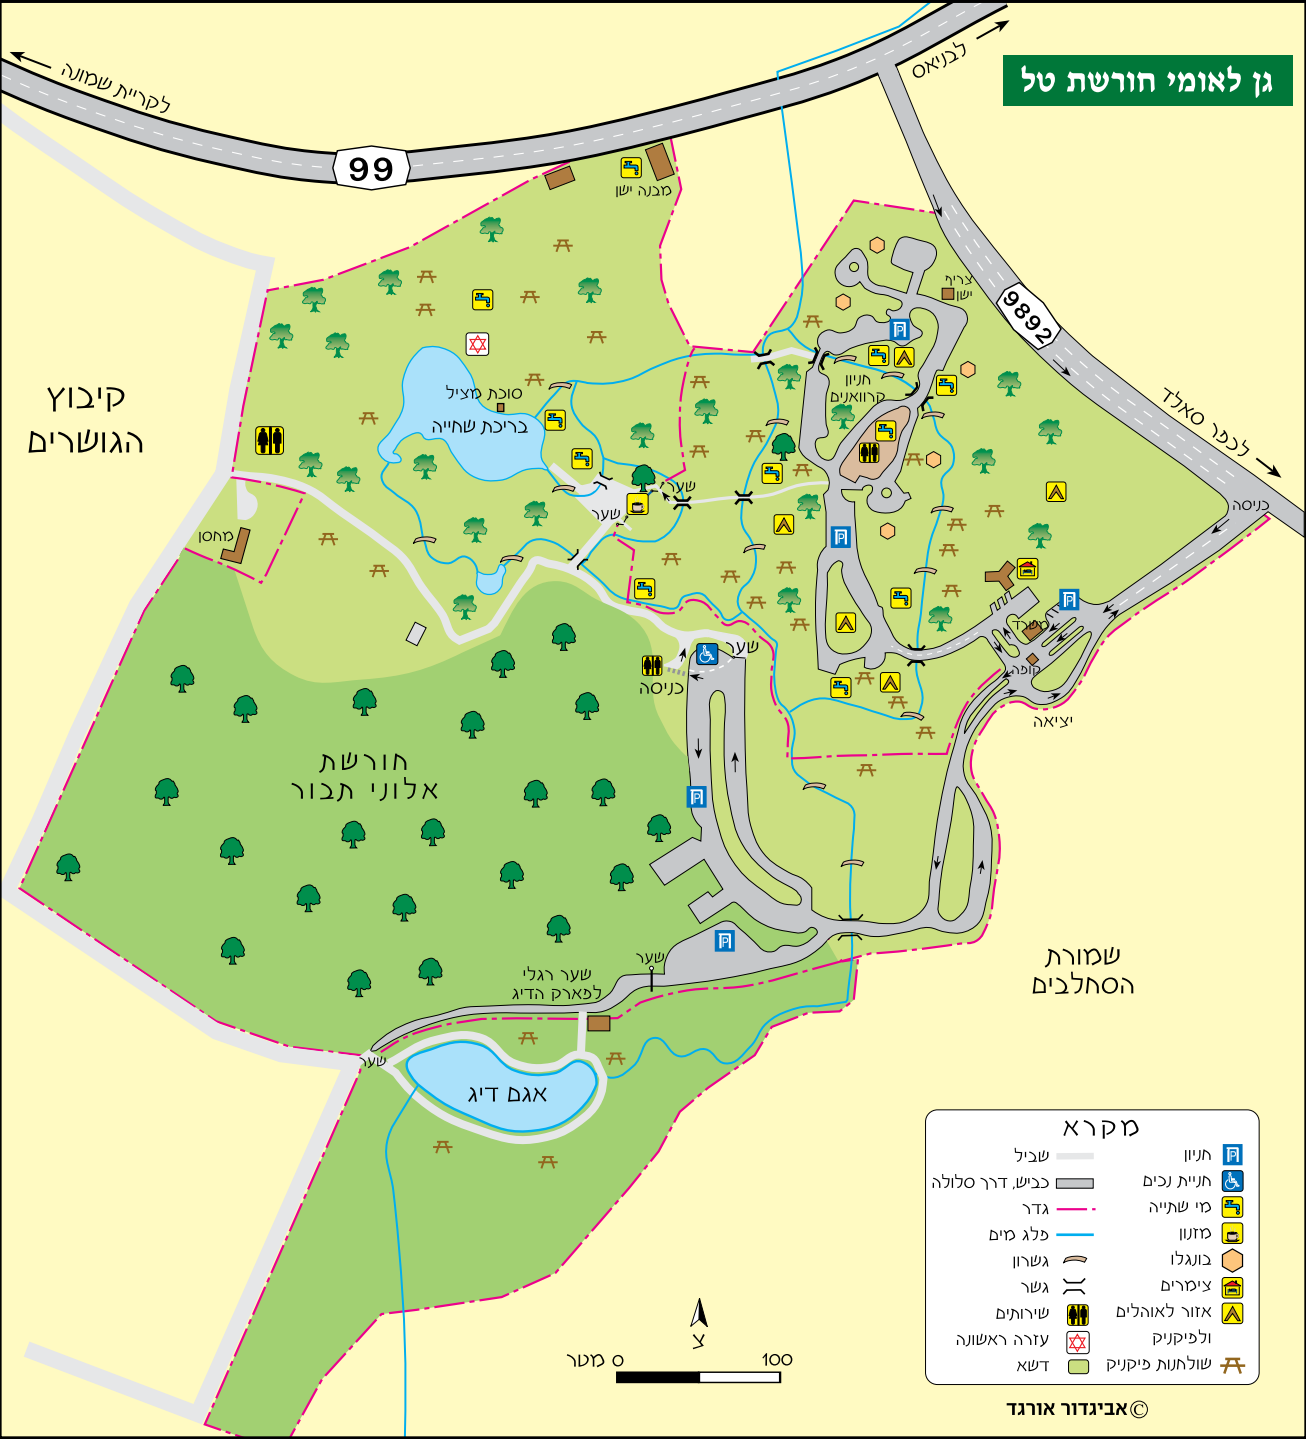 גן לאומי חורשת טל
לבניאס
לקריית שמונה
99
מבנה ישן
צריף
ישן
9892
לכפר סאלד
קיבוץ
הגושרים
סוכת מציל
בריכת שחייה
חניון
קרוואנים
שער
שער
כניסה
מחסן
משרד
קופה
שער
כניסה
יציאה
חורשת
אלוני תבור
שער
שער רגלי
לפארק הדיג
שמורת
הסחלבים
שער
אגם דיג
מקרא
חניון
חניית נכים
מי שתייה
מזנון
בונגלו
צימרים
אזור לאוהלים
ולפיקניק
שולחנות פיקניק
שביל
כביש, דרך סלולה
גדר
פלג מים
גשרון
גשר
שירותים
עזרה ראשונה
דשא
צ
מטר 0 100
©אביגדור אורגד